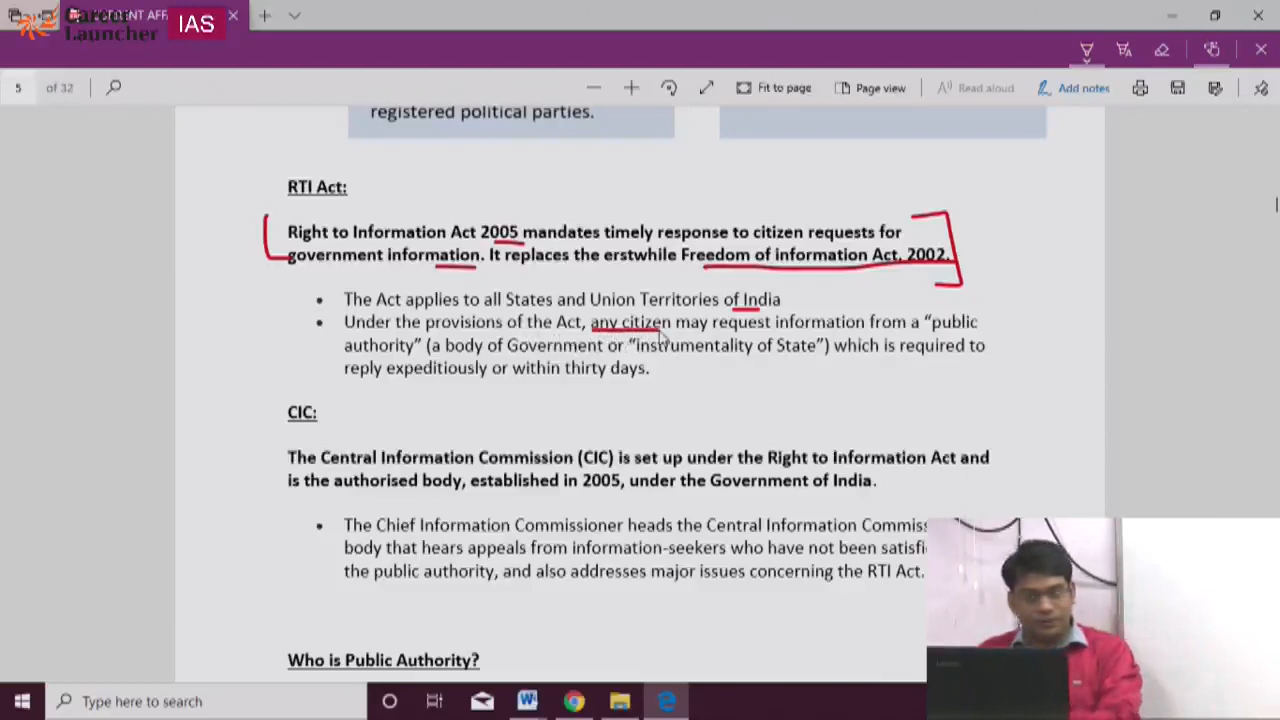 Career
Launcher
IAS
5 of 32
Fit to page
Page view
Read aloud
Add notes
registered political parties.
RTI Act:
Right to Information Act 2005 mandates timely response to citizen requests for
government information. It replaces the erstwhile Freedom of information Act, 2002.
• The Act applies to all States and Union Territories of India
• Under the provisions of the Act, any citizen may request information from a “public
authority” (a body of Government or “instrumentality of State”) which is required to
reply expeditiously or within thirty days.
CIC:
The Central Information Commission (CIC) is set up under the Right to Information Act and
is the authorised body, established in 2005, under the Government of India.
• The Chief Information Commissioner heads the Central Information Commis
body that hears appeals from information-seekers who have not been satisfi
the public authority, and also addresses major issues concerning the RTI Act.
Who is Public Authority?
Type here to search